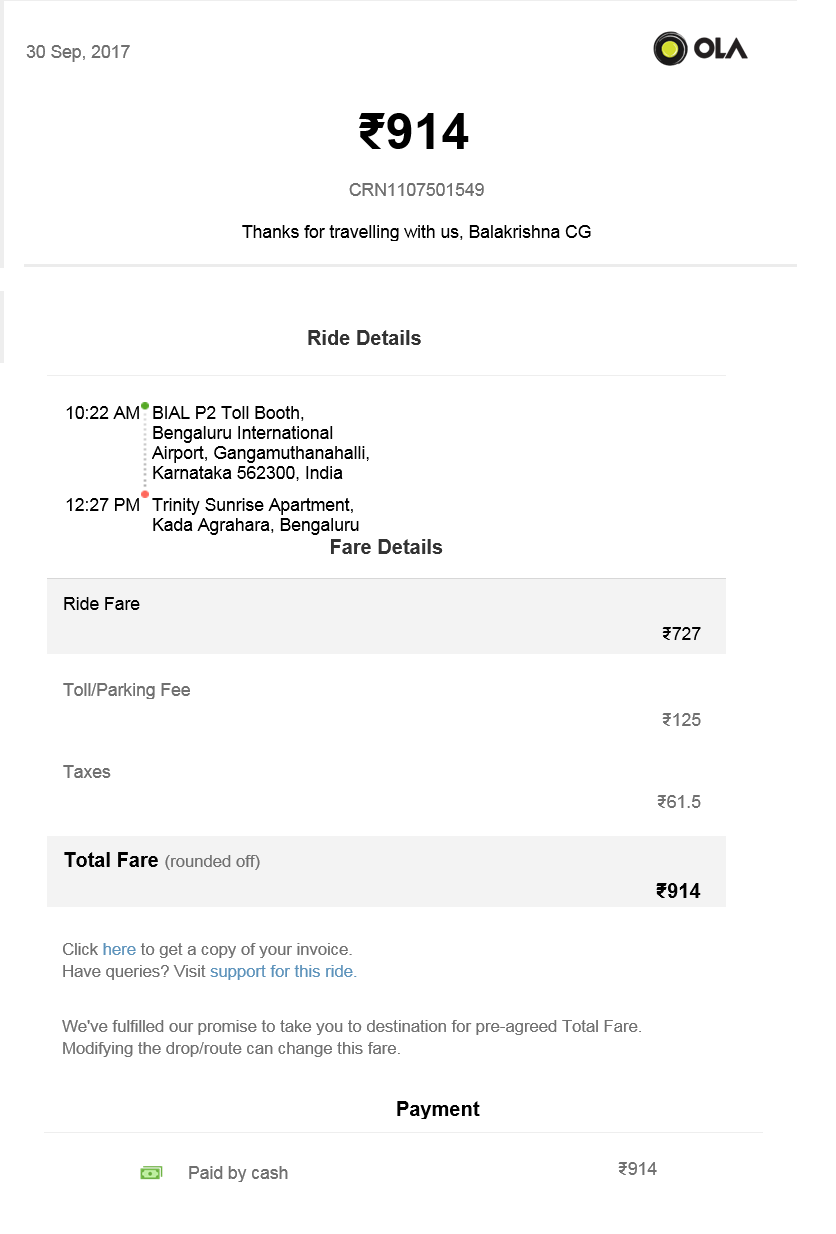 30 Sep, 2017
OLA
₹914
CRN1107501549
Thanks for travelling with us, Balakrishna CG
Ride Details
10:22 AM BIAL P2 Toll Booth,
Bengaluru International
Airport, Gangamuthanahalli,
Karnataka 562300, India
12:27 PM Trinity Sunrise Apartment,
Kada Agrahara, Bengaluru
Fare Details
Ride Fare
₹727
Toll/Parking Fee
₹125
Taxes
₹61.5
Total Fare (rounded off)
₹914
Click here to get a copy of your invoice.
Have queries? Visit support for this ride.
We've fulfilled our promise to take you to destination for pre-agreed Total Fare.
Modifying the drop/route can change this fare.
Payment
Paid by cash ₹914